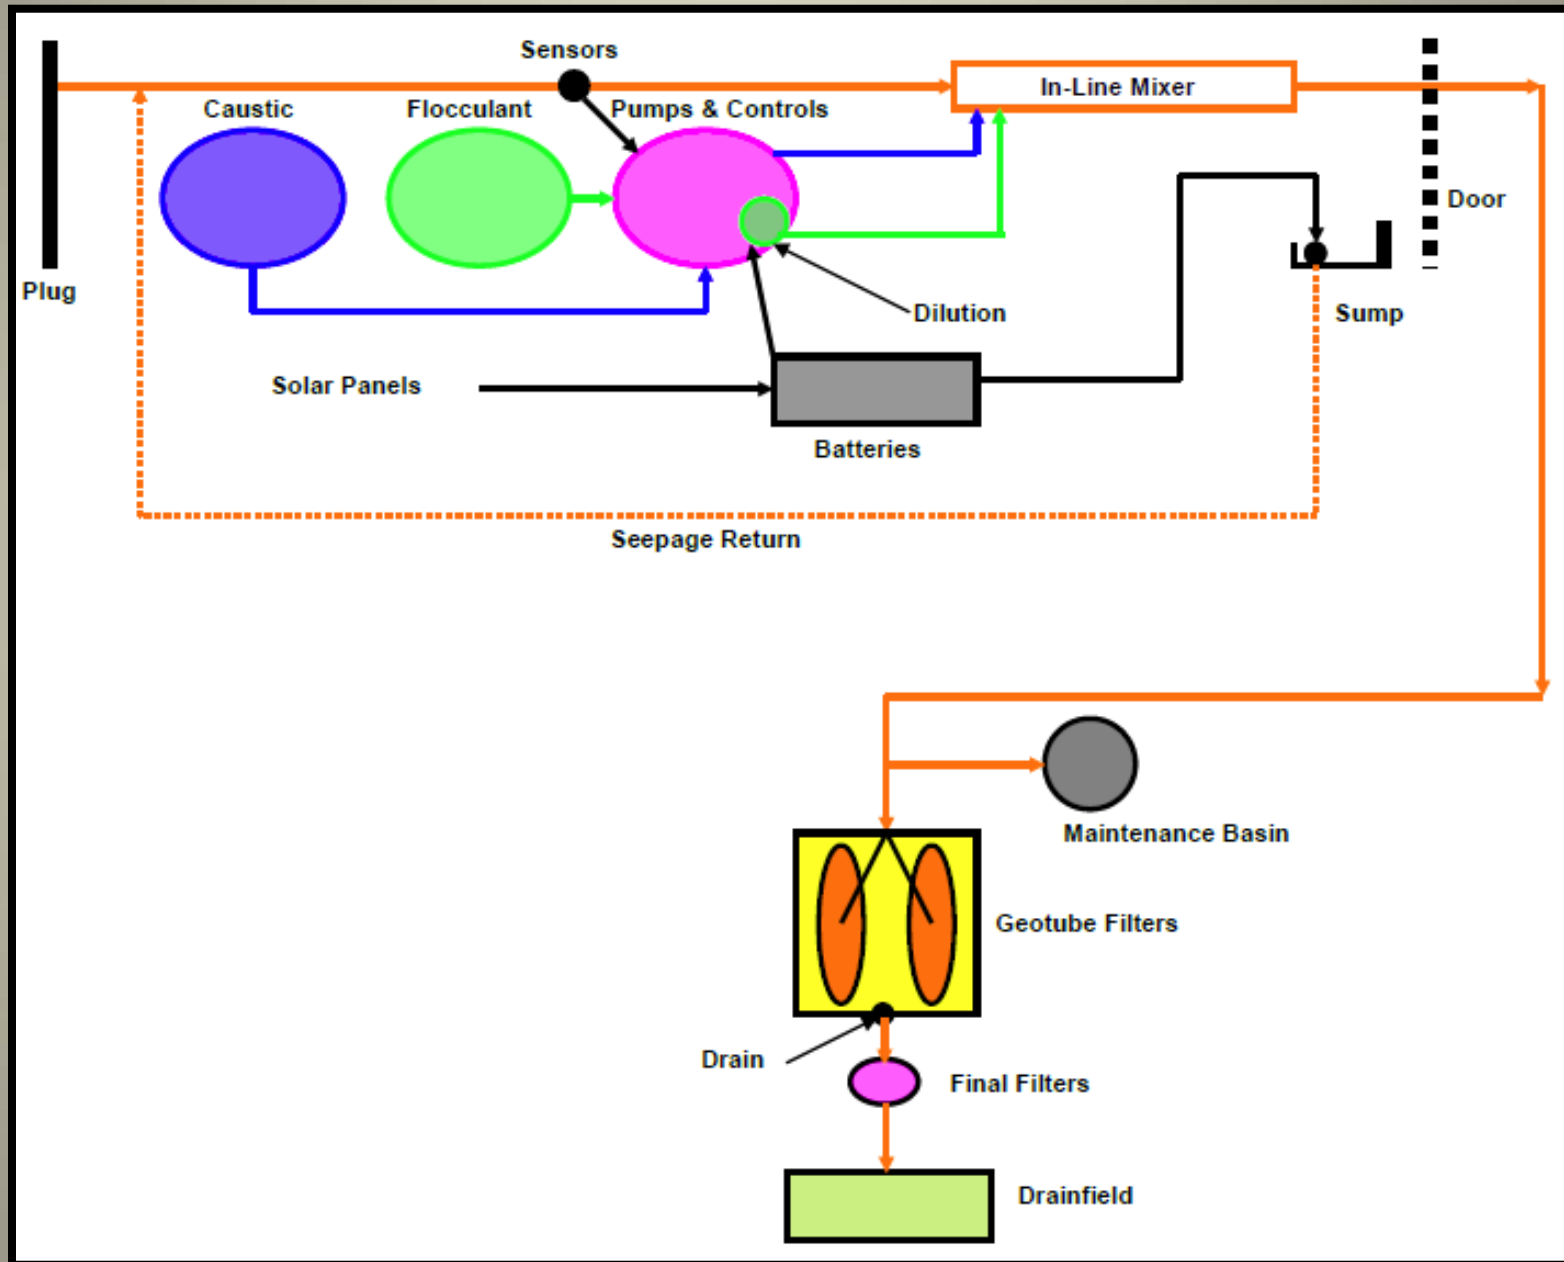 Sensors
In-Line Mixer
Caustic
Flocculant
Pumps & Controls
Door
Plug
Dilution
Sump
Solar Panels
Batteries
Seepage Return
Maintenance Basin
Geotube Filters
Drain
Final Filters
Drainfield